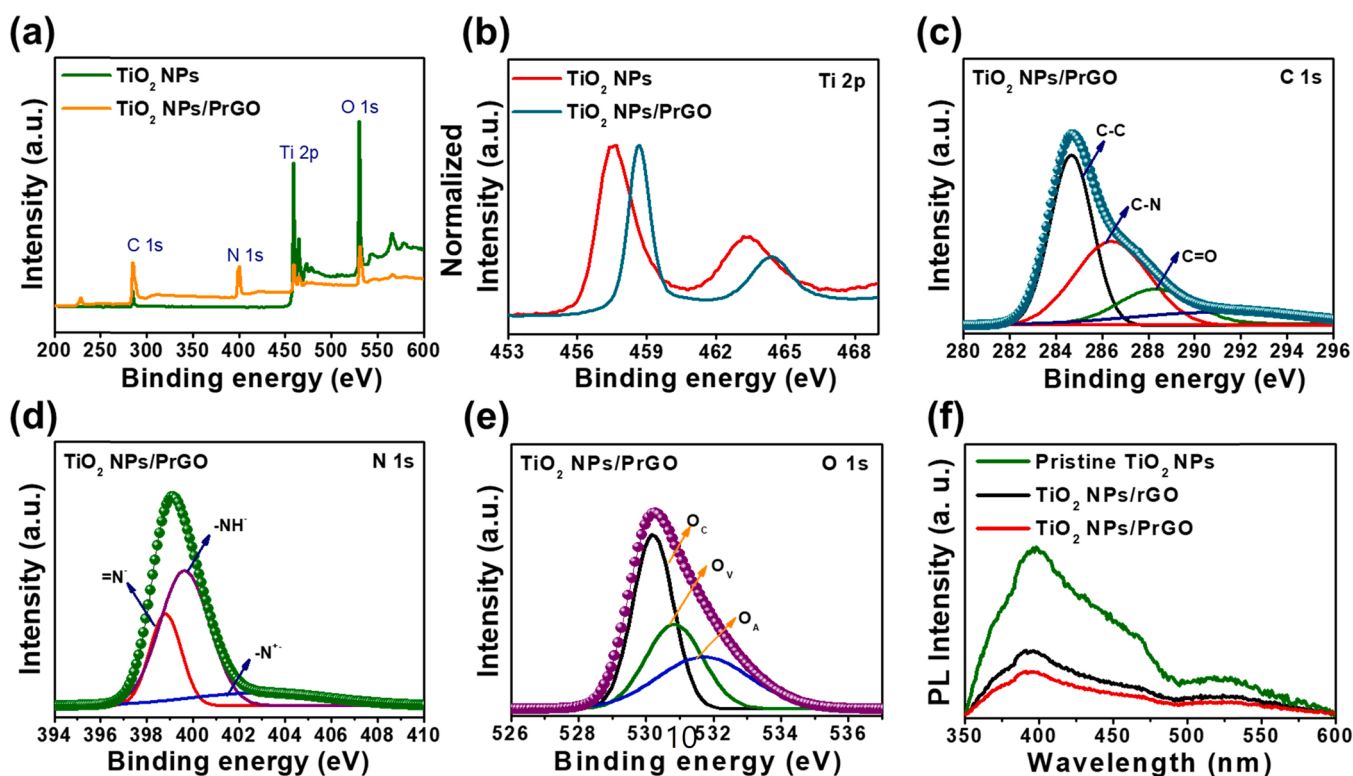 (a)
TiO2 NPs
TiO2 NPs/PrGO
O 1s
Ti 2p
C 1s
N 1s
Intensity (a.u.)
200 250 300 350 400 450 500 550 600
Binding energy (eV)
(b)
TiO2 NPs
TiO2 NPs/PrGO
Ti 2p
Normalized
Intensity (a.u.)
453 456 459 462 465 468
Binding energy (eV)
(c)
TiO2 NPs/PrGO
C 1s
C-C
C-N
C=O
Intensity (a.u.)
280 282 284 286 288 290 292 294 296
Binding energy (eV)
(d)
TiO2 NPs/PrGO
N 1s
-NH-
=N-
-N+-
Intensity (a.u.)
394 396 398 400 402 404 406 408 410
Binding energy (eV)
(e)
TiO2 NPs/PrGO
O 1s
OC
OV
OA
Intensity (a.u.)
526 528 530 532 534 536
Binding energy (eV)
10
(f)
Pristine TiO2 NPs
TiO2 NPs/rGO
TiO2 NPs/PrGO
PL Intensity (a. u.)
350 400 450 500 550 600
Wavelength (nm)